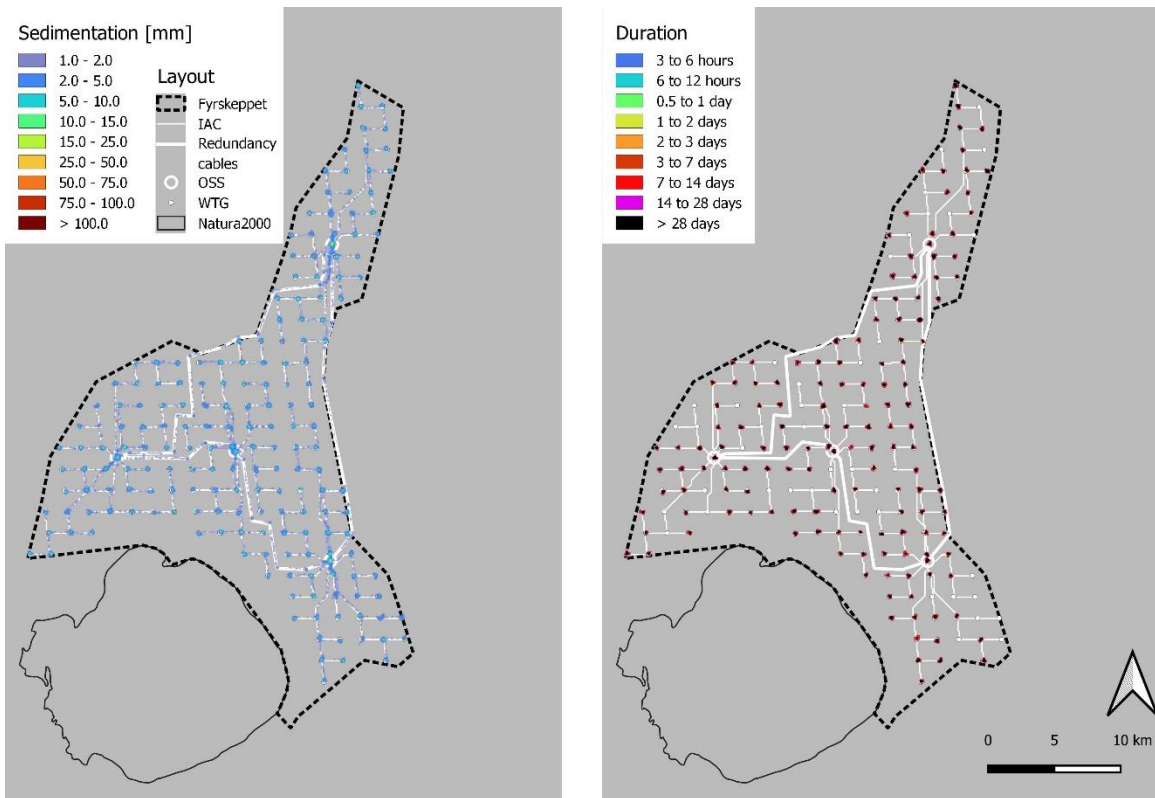 Sedimentation [mm]
1.0 - 2.0
2.0 - 5.0
5.0 - 10.0
10.0 - 15.0
15.0 - 25.0
25.0 - 50.0
50.0 - 75.0
75.0 - 100.0
> 100.0
Layout
Fyrskeppet
IAC
Redundancy
cables
OSS
WTG
Natura2000
Duration
3 to 6 hours
6 to 12 hours
0.5 to 1 day
1 to 2 days
2 to 3 days
3 to 7 days
7 to 14 days
14 to 28 days
> 28 days
0 5 10 km